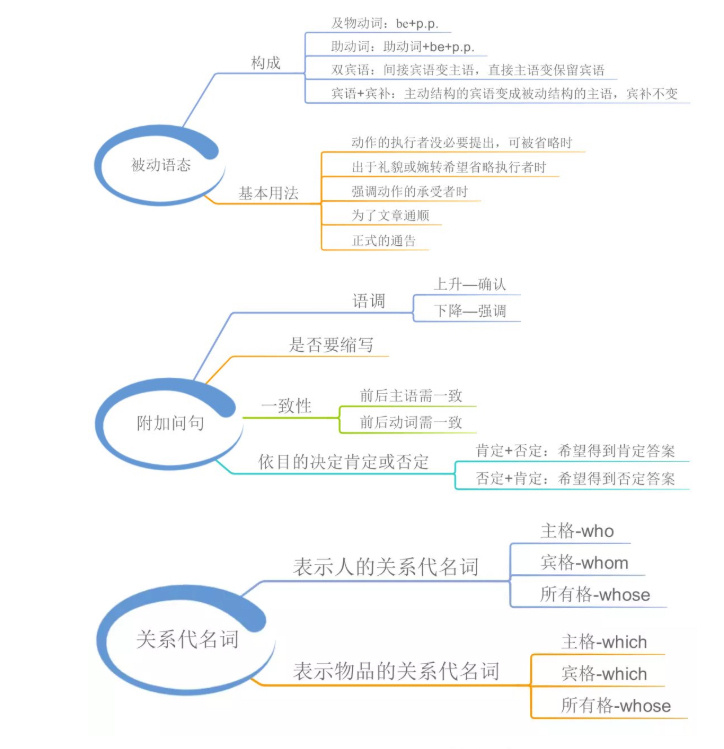 被动语态
构成
及物动词：be+p.p.
助动词：助动词+be+p.p.
双宾语：间接宾语变主语，直接主语变保留宾语
宾语+宾补：主动结构的宾语变成被动结构的主语，宾补不变
基本用法
动作的执行者没必要提出，可被省略时
出于礼貌或婉转希望省略执行者时
强调动作的承受者时
为了文章通顺
正式的通告
附加问句
语调
上升—确认
下降—强调
是否要缩写
一致性
前后主语需一致
前后动词需一致
依目的决定肯定或否定
肯定+否定：希望得到肯定答案
否定+肯定：希望得到否定答案
关系代名词
表示人的关系代名词
主格-who
宾格-whom
所有格-whose
表示物品的关系代名词
主格-which
宾格-which
所有格-whose